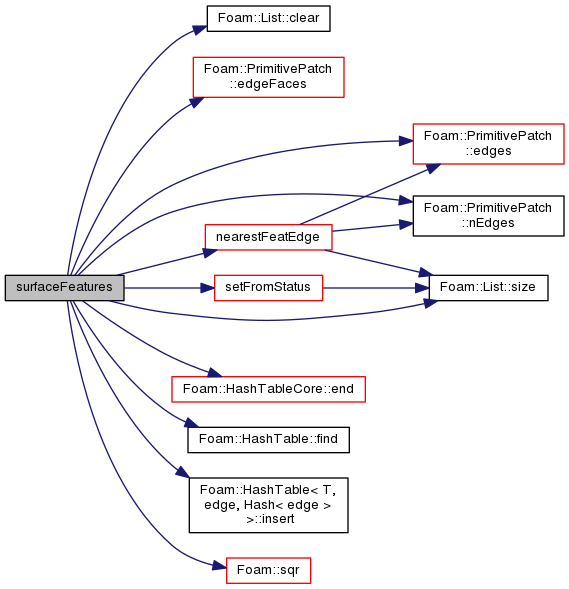 Foam::List::clear
Foam::PrimitivePatch
::edgeFaces
Foam::PrimitivePatch
::edges
Foam::PrimitivePatch
::nEdges
nearestFeatEdge
surfaceFeatures
setFromStatus
Foam::List::size
Foam::HashTableCore::end
Foam::HashTable::find
Foam::HashTable< T,
edge, Hash< edge >
>::insert
Foam::sqr